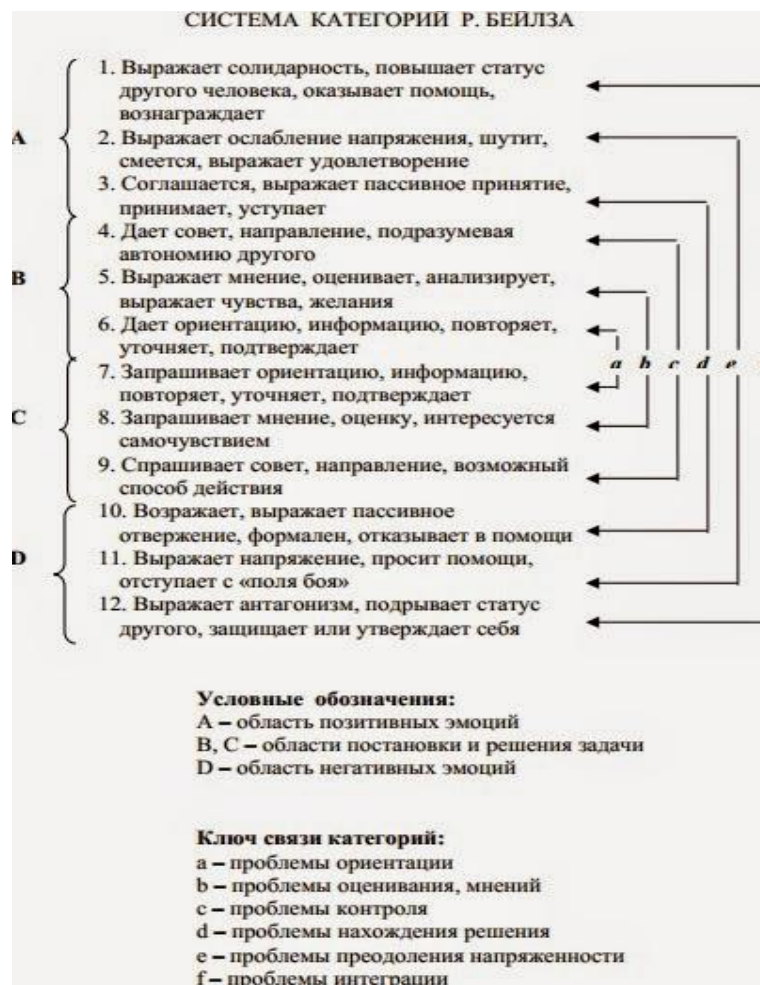 СИСТЕМА КАТЕГОРИЙ Р. БЕЙЛЗА
1. Выражает солидарность, повышает статус
другого человека, оказывает помощь,
вознаграждает
A
2. Выражает ослабление напряжения, шутит,
смеется, выражает удовлетворение
3. Соглашается, выражает пассивное принятие,
принимает, уступает
4. Дает совет, направление, подразумевая
автономию другого
B
5. Выражает мнение, оценивает, анализирует,
выражает чувства, желания
6. Дает ориентацию, информацию, повторяет,
уточняет, подтверждает
a b c d e
7. Запрашивает ориентацию, информацию,
повторяет, уточняет, подтверждает
C
8. Запрашивает мнение, оценку, интересуется
самочувствием
9. Спрашивает совет, направление, возможный
способ действия
10. Возражает, выражает пассивное
отвержение, формален, отказывает в помощи
D
11. Выражает напряжение, просит помощи,
отступает с «поля боя»
12. Выражает антагонизм, подрывает статус
другого, защищает или утверждает себя
Условные обозначения:
A – область позитивных эмоций
B, C – области постановки и решения задачи
D – область негативных эмоций
Ключ связи категорий:
a – проблемы ориентации
b – проблемы оценивания, мнений
c – проблемы контроля
d – проблемы нахождения решения
e – проблемы преодоления напряженности
f – проблемы интеграции